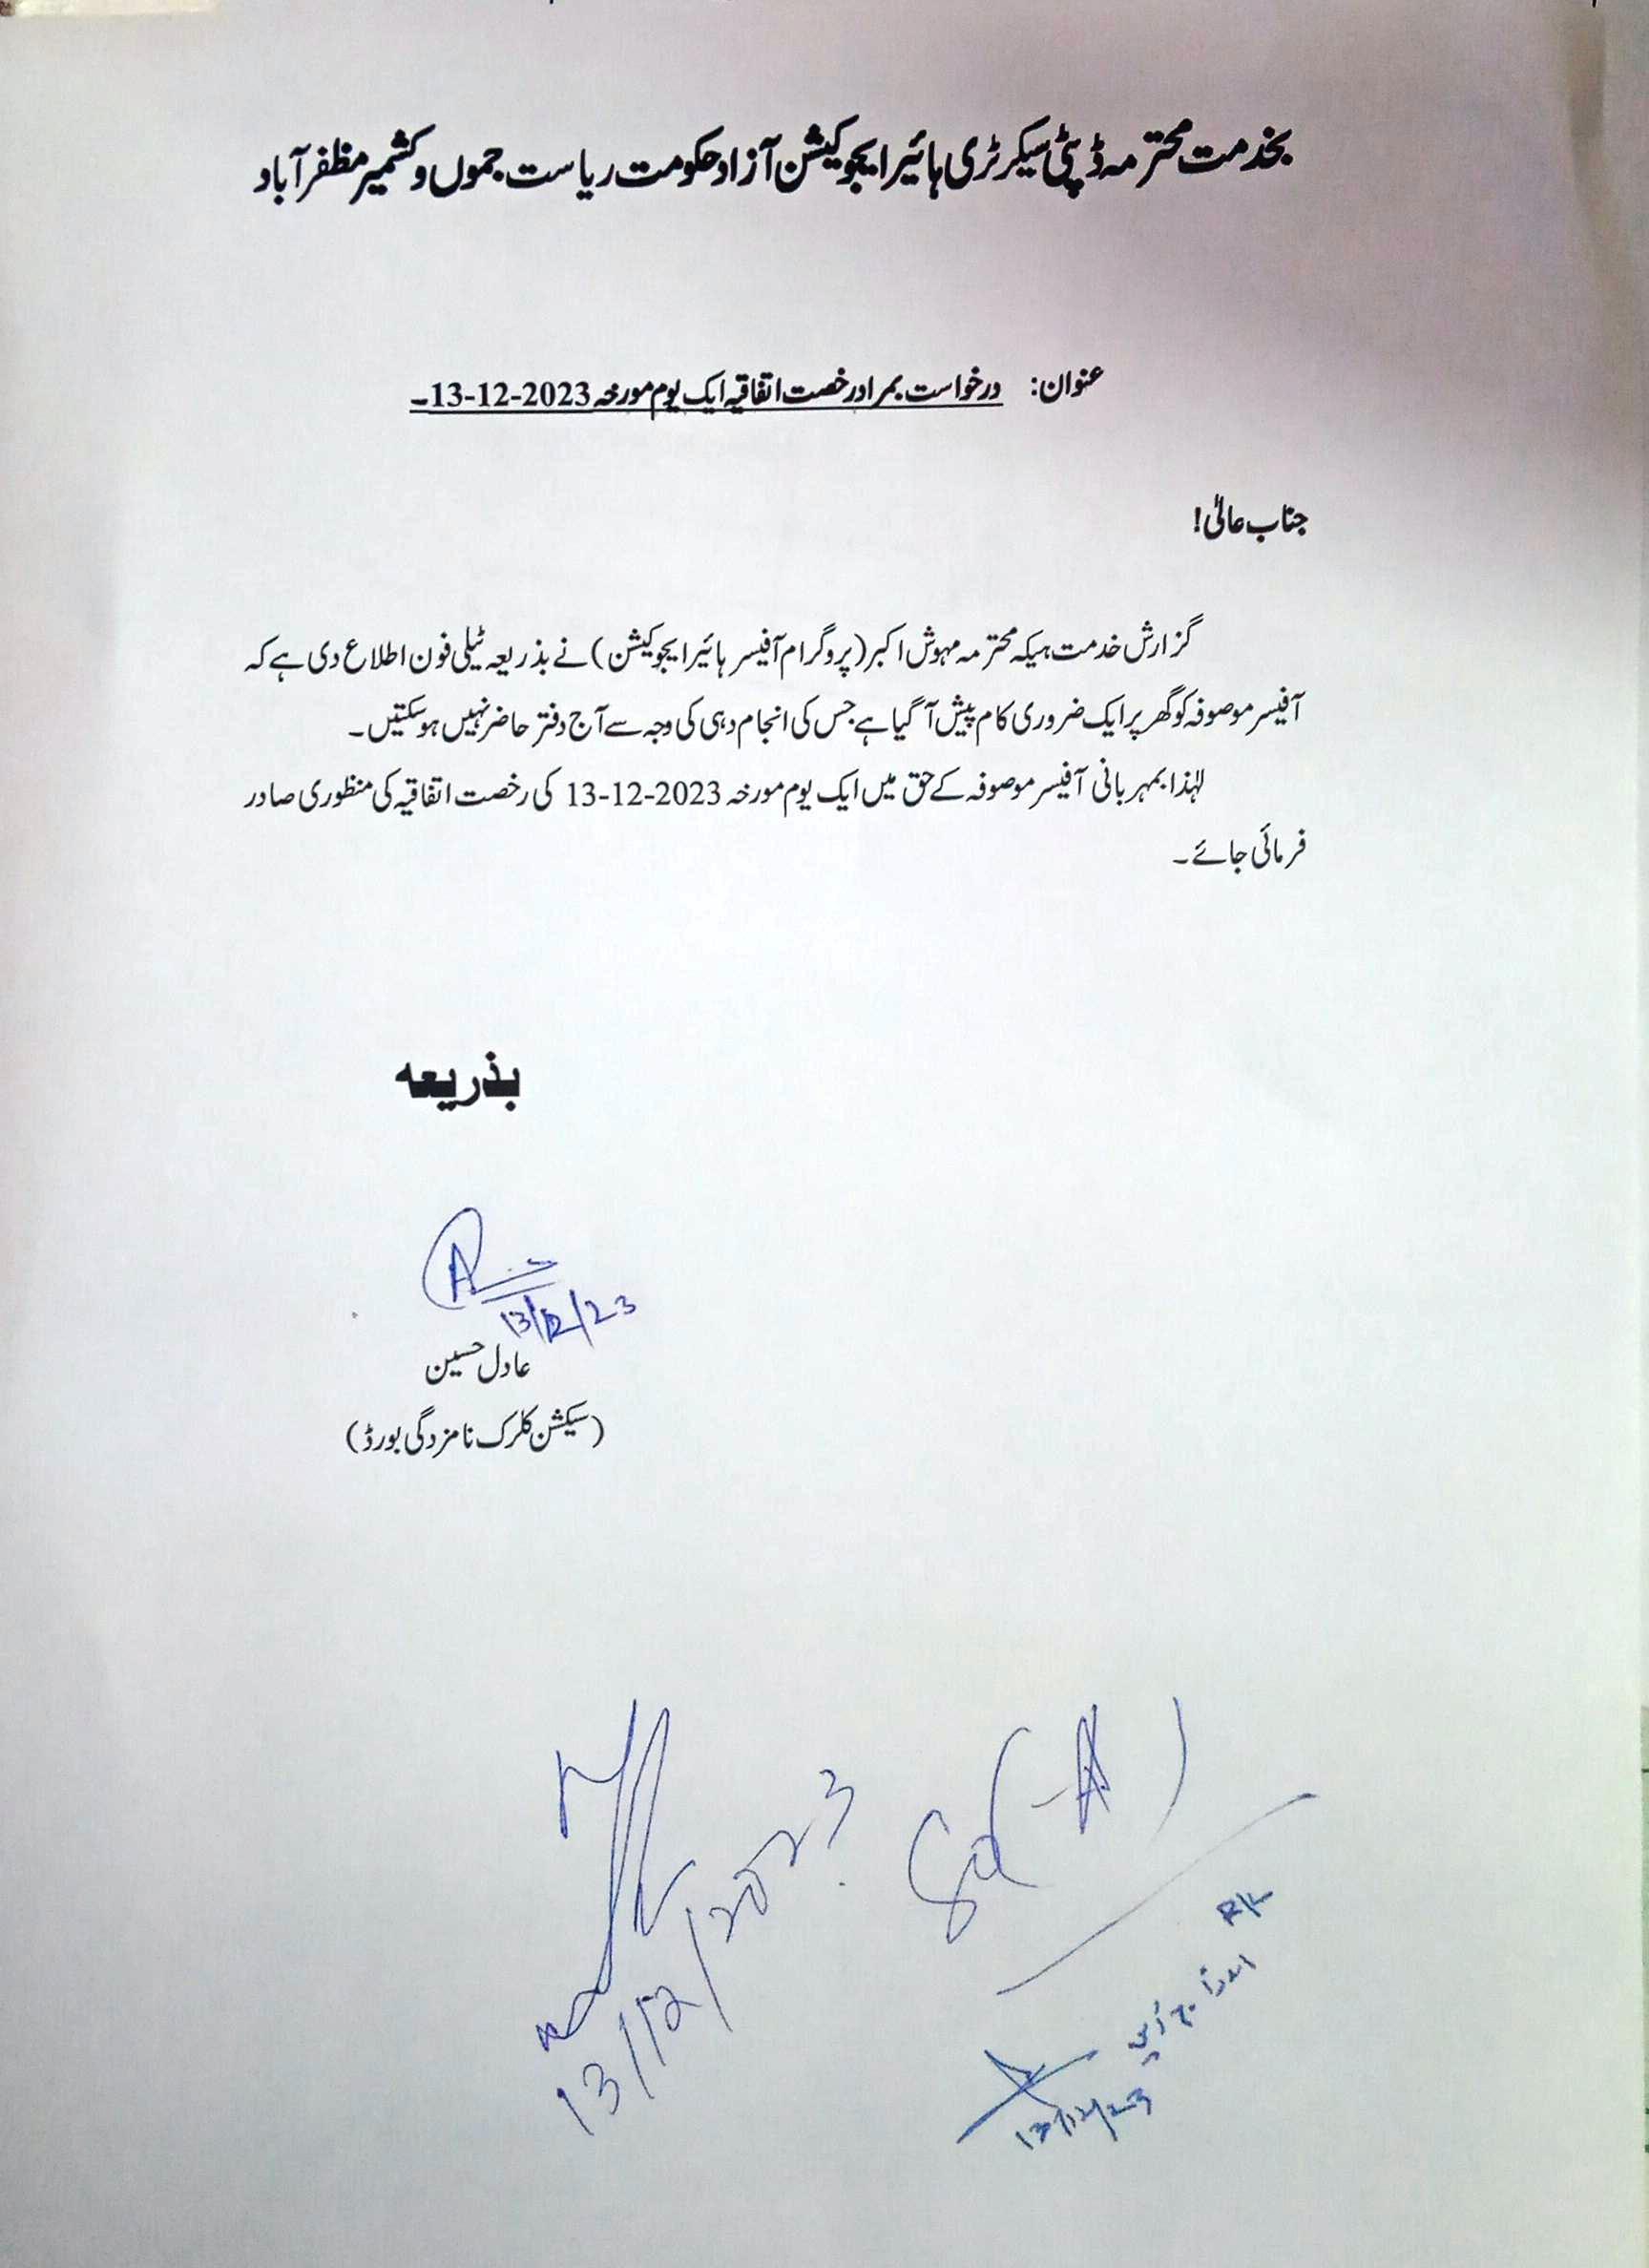 بخدمت محترمہ ڈپٹی سیکرٹری ہائیر ایجوکیشن آزاد حکومت ریاست جموں و کشمیر مظفر آباد
عنوان: درخواست بمراد رخصت اتفاقیہ ایک یوم مورخہ 13-12-2023۔
جناب عالیٰ!
گزارش خدمت ہیکہ محترمہ مہوش اکبر (پروگرام آفیسر ہائیر ایجوکیشن) نے بذریعہ ٹیلی فون اطلاع دی ہے کہ
آفیسر موصوفہ کو گھر پر ایک ضروری کام پیش آ گیا ہے جس کی انجام دہی کی وجہ سے آج دفتر حاضر نہیں ہو سکتیں۔
لہٰذا بمہربانی آفیسر موصوفہ کے حق میں ایک یوم مورخہ 13-12-2023 کی رخصت اتفاقیہ کی منظوری صادر
فرمائی جائے۔
بذریعہ
13/12/23
عادل حسین
(سیکشن کلرک نامزدگی بورڈ)
13/12/2023
So(-A)
R/K
13/12/23